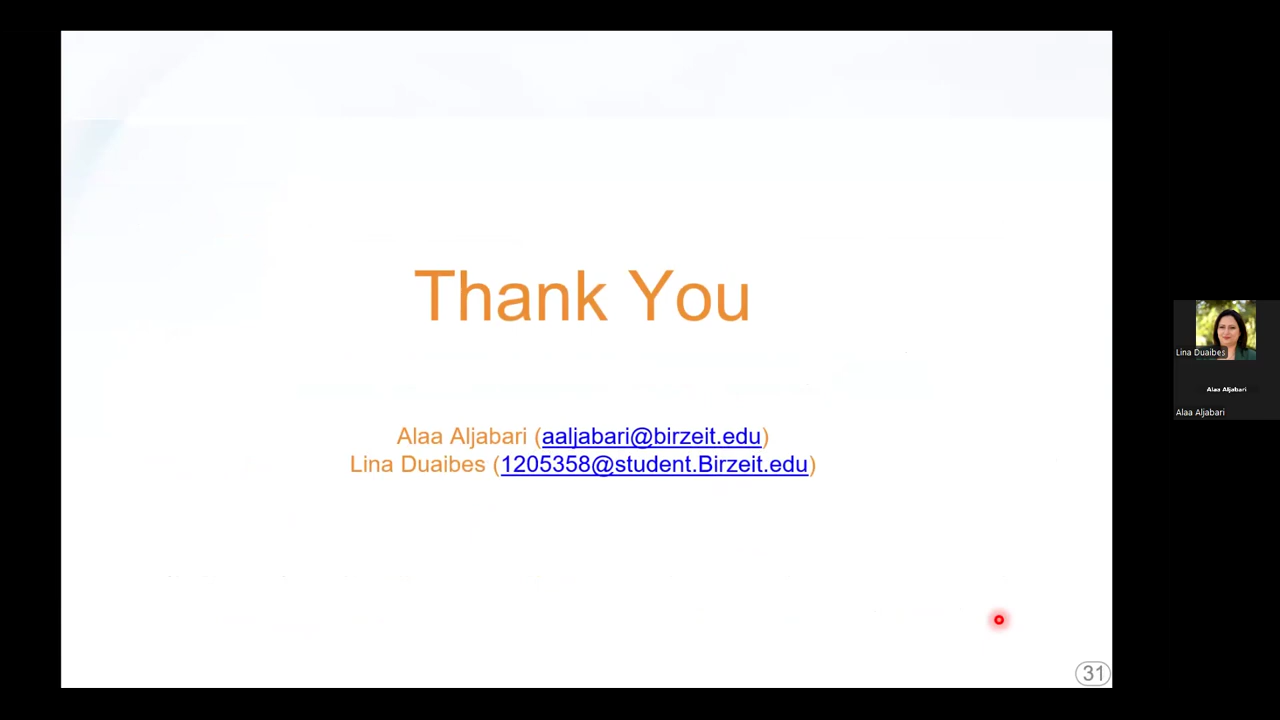 Thank You
Alaa Aljabari (aaljabari@birzeit.edu)
Lina Duaibes (1205358@student.Birzeit.edu)
31
Lina Duaibes
Alaa Aljabari
Alaa Aljabari